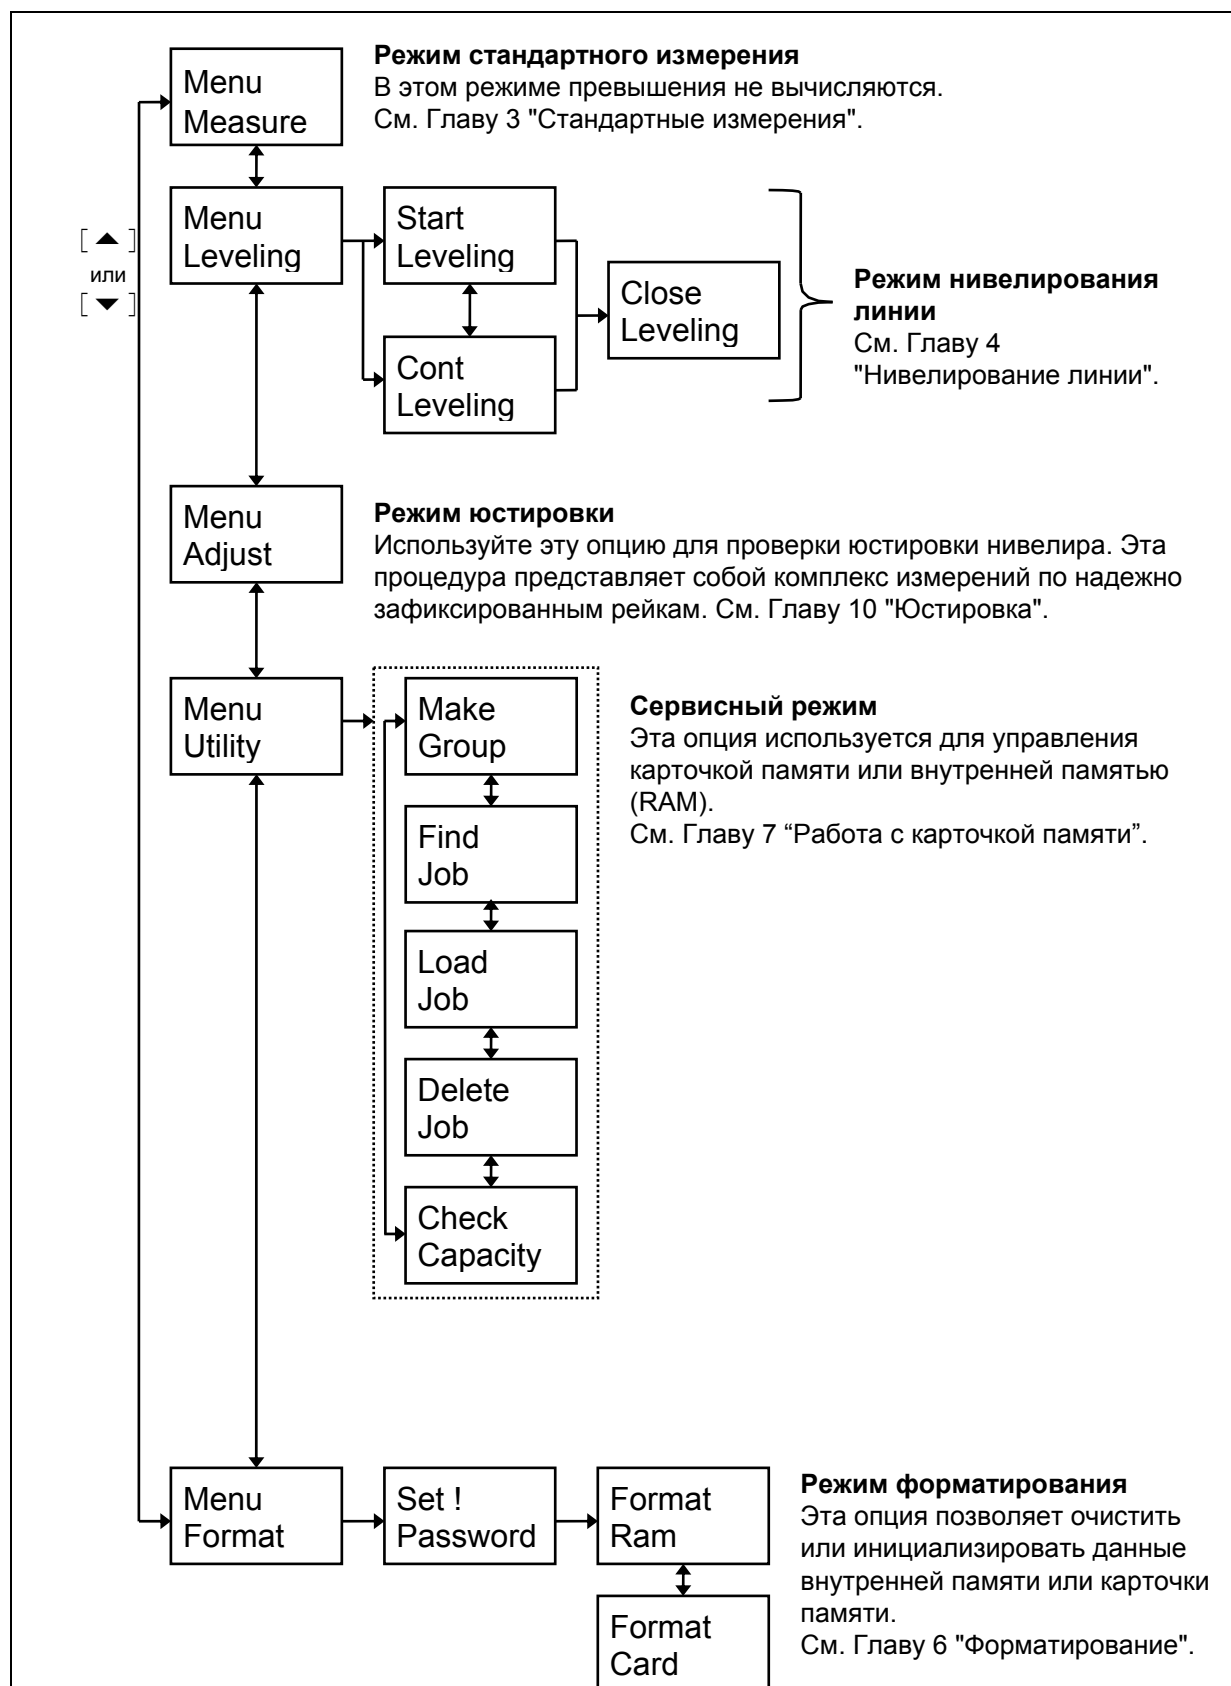 Menu
Measure
Режим стандартного измерения
В этом режиме превышения не вычисляются.
См. Главу 3 "Стандартные измерения".
[ ▲ ]
или
[ ▼ ]
Menu
Leveling
Start
Leveling
Cont
Leveling
Close
Leveling
Режим нивелирования
линии
См. Главу 4
"Нивелирование линии".
Menu
Adjust
Режим юстировки
Используйте эту опцию для проверки юстировки нивелира. Эта
процедура представляет собой комплекс измерений по надежно
зафиксированным рейкам. См. Главу 10 "Юстировка".
Menu
Utility
Make
Group
Find
Job
Load
Job
Delete
Job
Check
Capacity
Сервисный режим
Эта опция используется для управления
карточкой памяти или внутренней памятью
(RAM).
См. Главу 7 “Работа с карточкой памяти”.
Menu
Format
Set !
Password
Format
Ram
Format
Card
Режим форматирования
Эта опция позволяет очистить
или инициализировать данные
внутренней памяти или карточки
памяти.
См. Главу 6 "Форматирование".